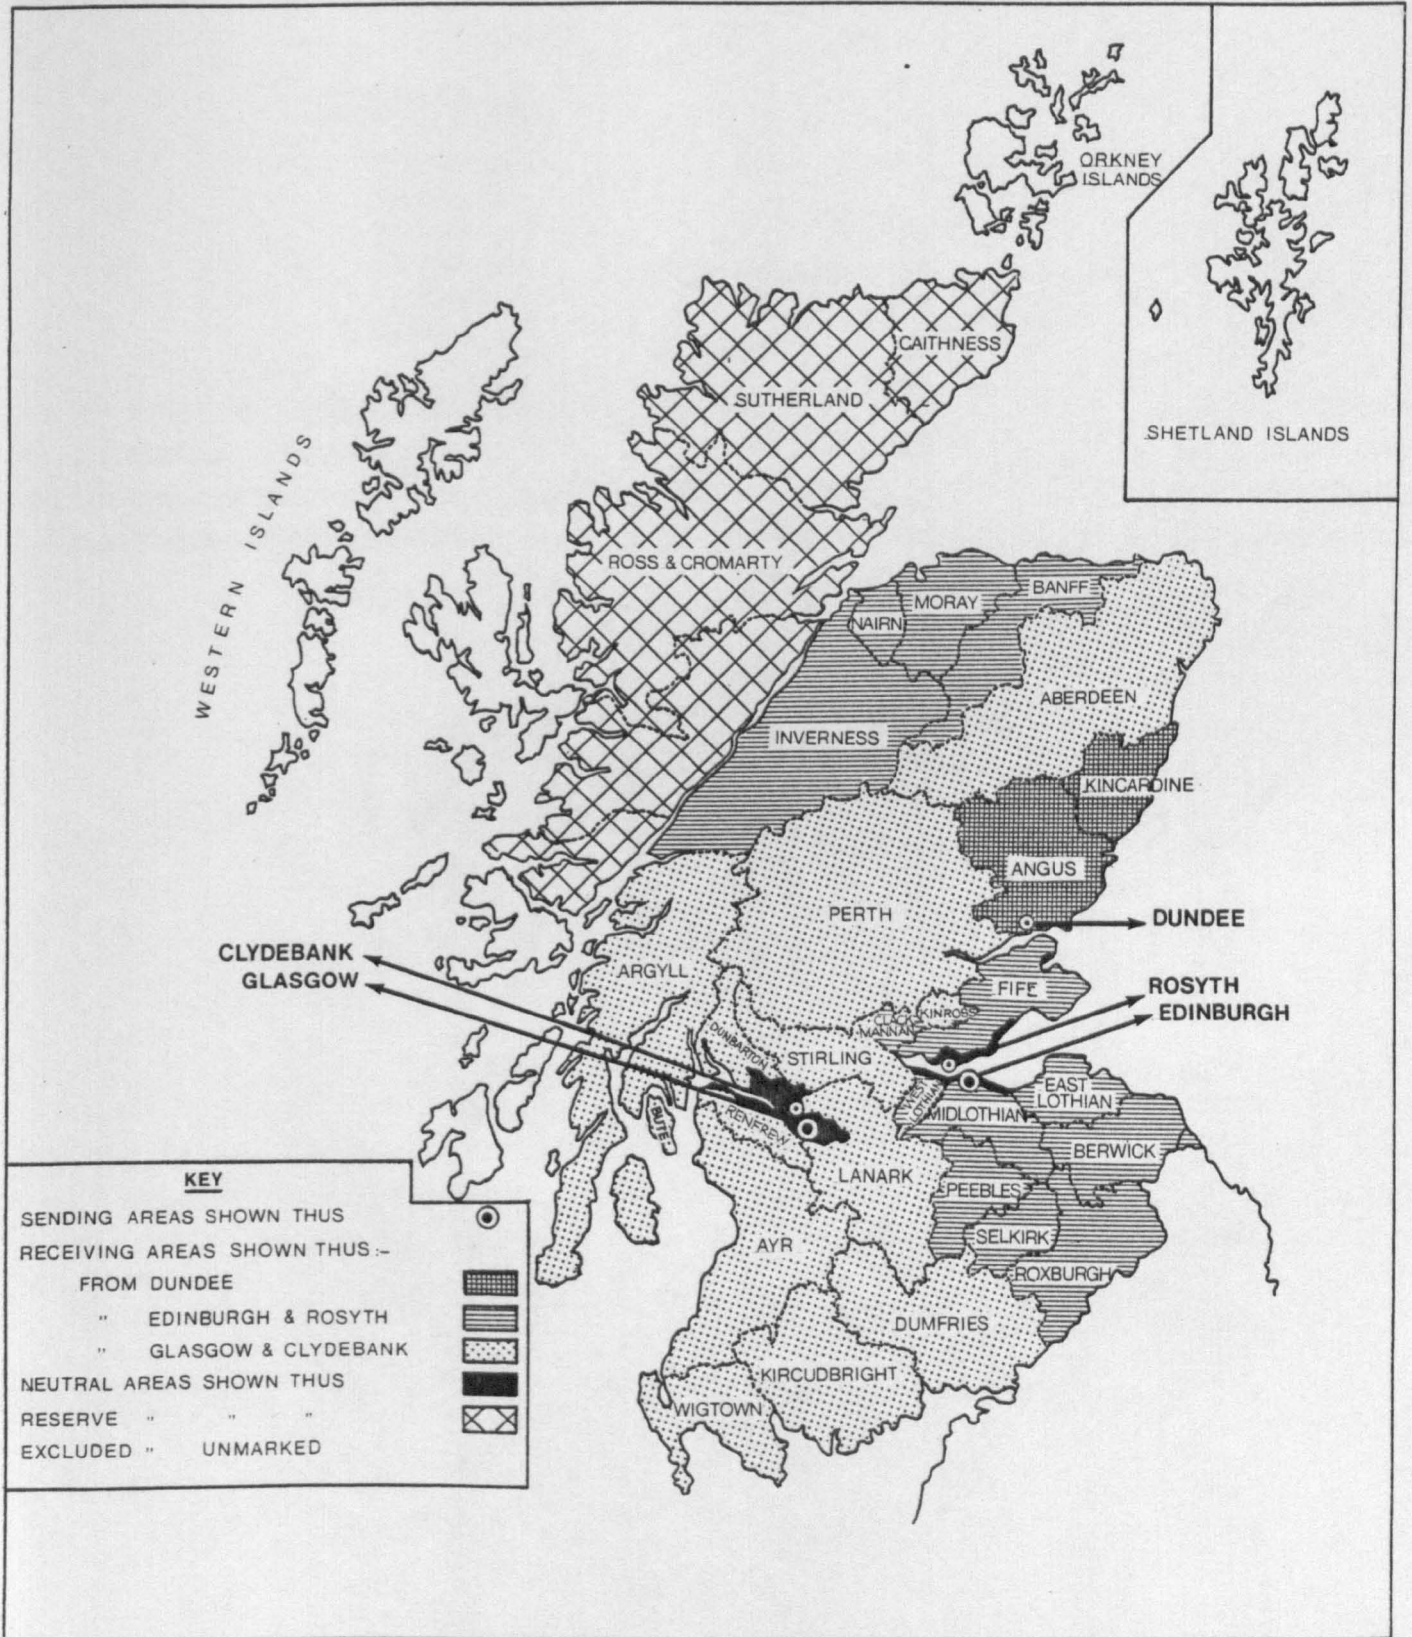 ORKNEY
ISLANDS
SHETLAND ISLANDS
WESTERN ISLANDS
CAITHNESS
SUTHERLAND
ROSS & CROMARTY
BANFF
MORAY
NAIRN
ABERDEEN
INVERNESS
KINCARDINE
ANGUS
PERTH
DUNDEE
CLYDEBANK
GLASGOW
ARGYLL
FIFE
ROSYTH
EDINBURGH
KINROSS
CLACK
MANNAN
DUNBARTON
STIRLING
WEST
LOTHIAN
EAST
LOTHIAN
MIDLOTHIAN
RENFREW
BUTE
BERWICK
LANARK
PEEBLES
SELKIRK
AYR
ROXBURGH
DUMFRIES
KIRCUDBRIGHT
WIGTOWN
KEY
SENDING AREAS SHOWN THUS
RECEIVING AREAS SHOWN THUS:-
FROM DUNDEE
" EDINBURGH & ROSYTH
" GLASGOW & CLYDEBANK
NEUTRAL AREAS SHOWN THUS
RESERVE " " "
EXCLUDED " UNMARKED